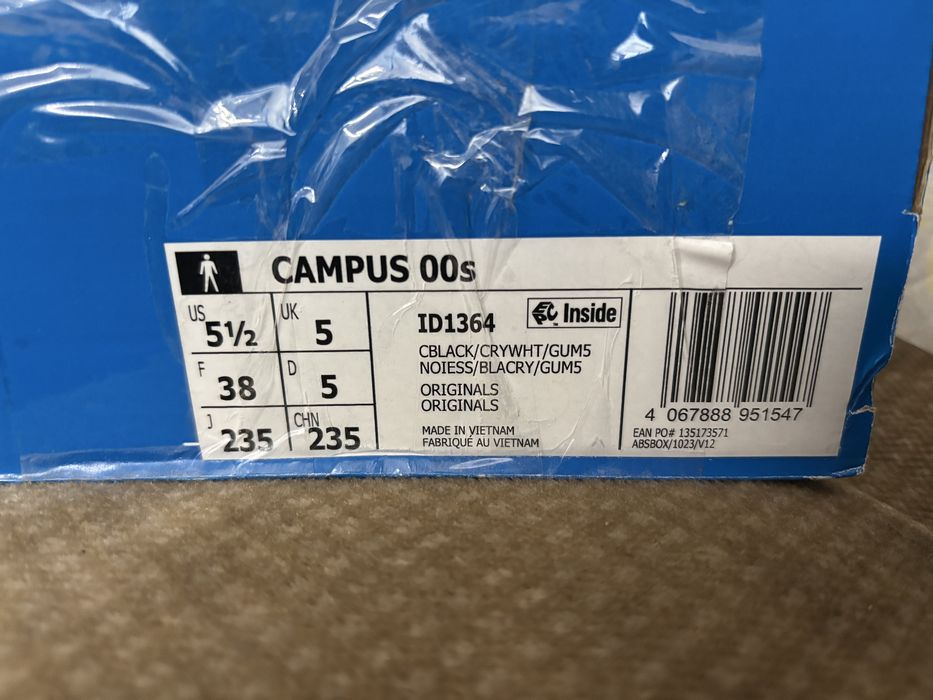 CAMPUS 00s
US 5½ UK 5
F 38 D 5
J 235 CHN 235
ID1364 Inside
™
CBLACK/CRYWHT/GUM5
NOIESS/BLACRY/GUM5
ORIGINALS
ORIGINALS
MADE IN VIETNAM
FABRIQUÉ AU VIETNAM
4 067888 951547
EAN PO# 135173571
ABSBOX/1023/V12